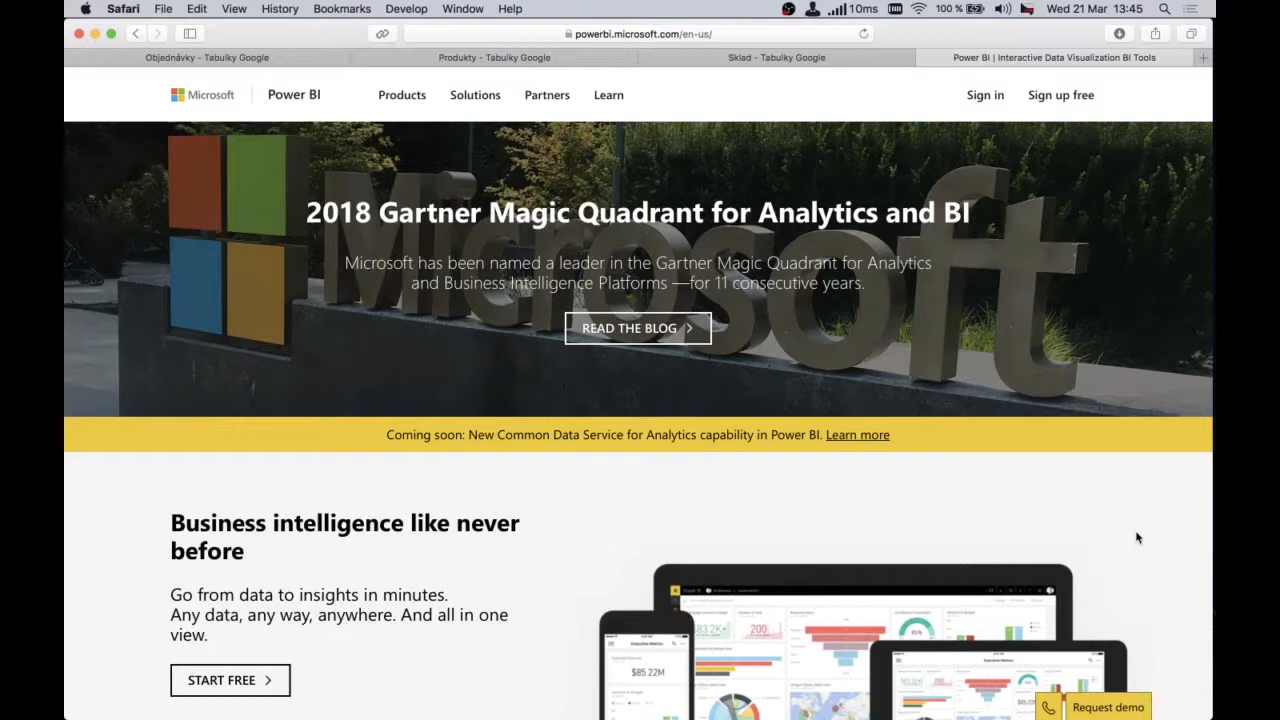 Safari File Edit View History Bookmarks Develop Window Help 10ms 100 % Wed 21 Mar 13:45
powerbi.microsoft.com/en-us/
Objednávky - Tabulky Google Produkty - Tabulky Google Sklad - Tabulky Google Power BI | Interactive Data Visualization BI Tools
Microsoft Power BI Products Solutions Partners Learn Sign in Sign up free
Microsoft
2018 Gartner Magic Quadrant for Analytics and BI
Microsoft has been named a leader in the Gartner Magic Quadrant for Analytics
and Business Intelligence Platforms —for 11 consecutive years.
READ THE BLOG
Coming soon: New Common Data Service for Analytics capability in Power BI. Learn more
Business intelligence like never
before
Go from data to insights in minutes.
Any data, any way, anywhere. And all in one
view.
START FREE
Executive Metrics
$85.22M
200
Executive Metrics
Request demo